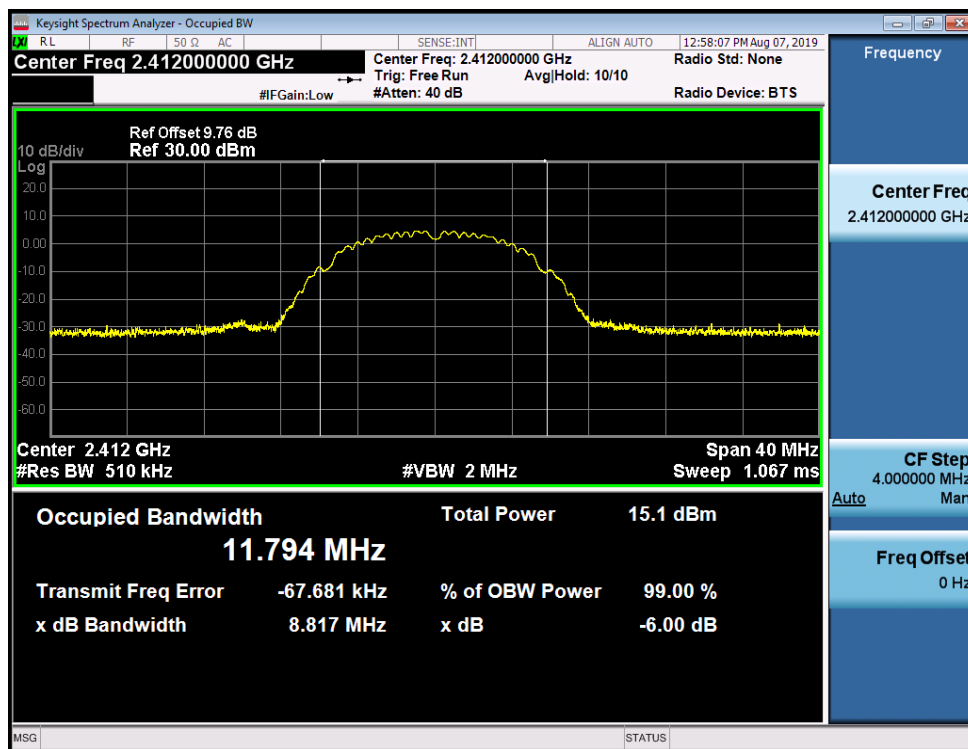 Keysight Spectrum Analyzer - Occupied BW
LXI RL RF 50 Ω AC SENSE:INT ALIGN AUTO 12:58:07 PM Aug 07, 2019
Center Freq 2.412000000 GHz
Center Freq: 2.412000000 GHz Radio Std: None
Trig: Free Run Avg|Hold: 10/10
#IFGain:Low #Atten: 40 dB Radio Device: BTS
Ref Offset 9.76 dB
10 dB/div Ref 30.00 dBm
Log
20.0
10.0
0.00
-10.0
-20.0
-30.0
-40.0
-50.0
-60.0
Center 2.412 GHz Span 40 MHz
#Res BW 510 kHz #VBW 2 MHz Sweep 1.067 ms
Occupied Bandwidth Total Power 15.1 dBm
11.794 MHz
Transmit Freq Error -67.681 kHz % of OBW Power 99.00 %
x dB Bandwidth 8.817 MHz x dB -6.00 dB
MSG STATUS
Frequency
Center Freq
2.412000000 GHz
CF Step
4.000000 MHz
Auto Man
Freq Offset
0 Hz